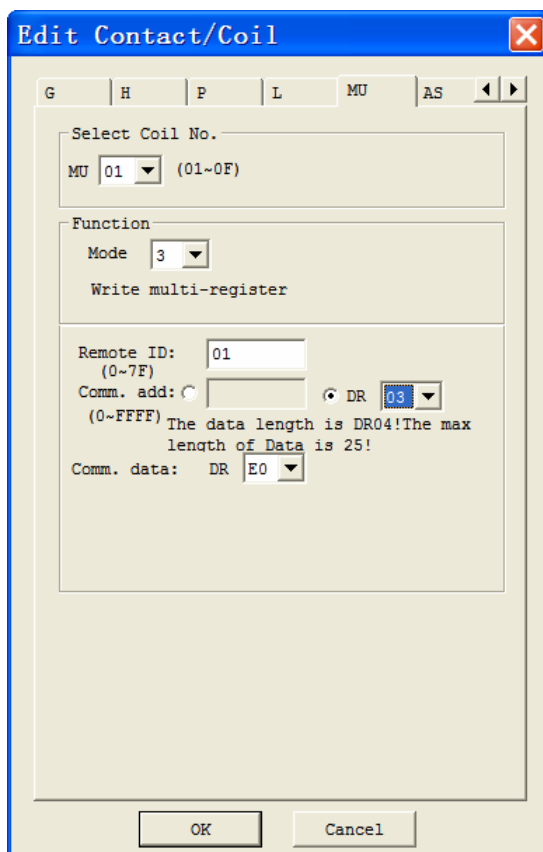 Edit Contact/Coil
G H P L MU AS
Select Coil No.
MU 01 (01~0F)
Function
Mode 3
Write multi-register
Remote ID: 01
(0~7F)
Comm. add: DR 03
(0~FFFF) The data length is DR04!The max
length of Data is 25!
Comm. data: DR E0
OK Cancel